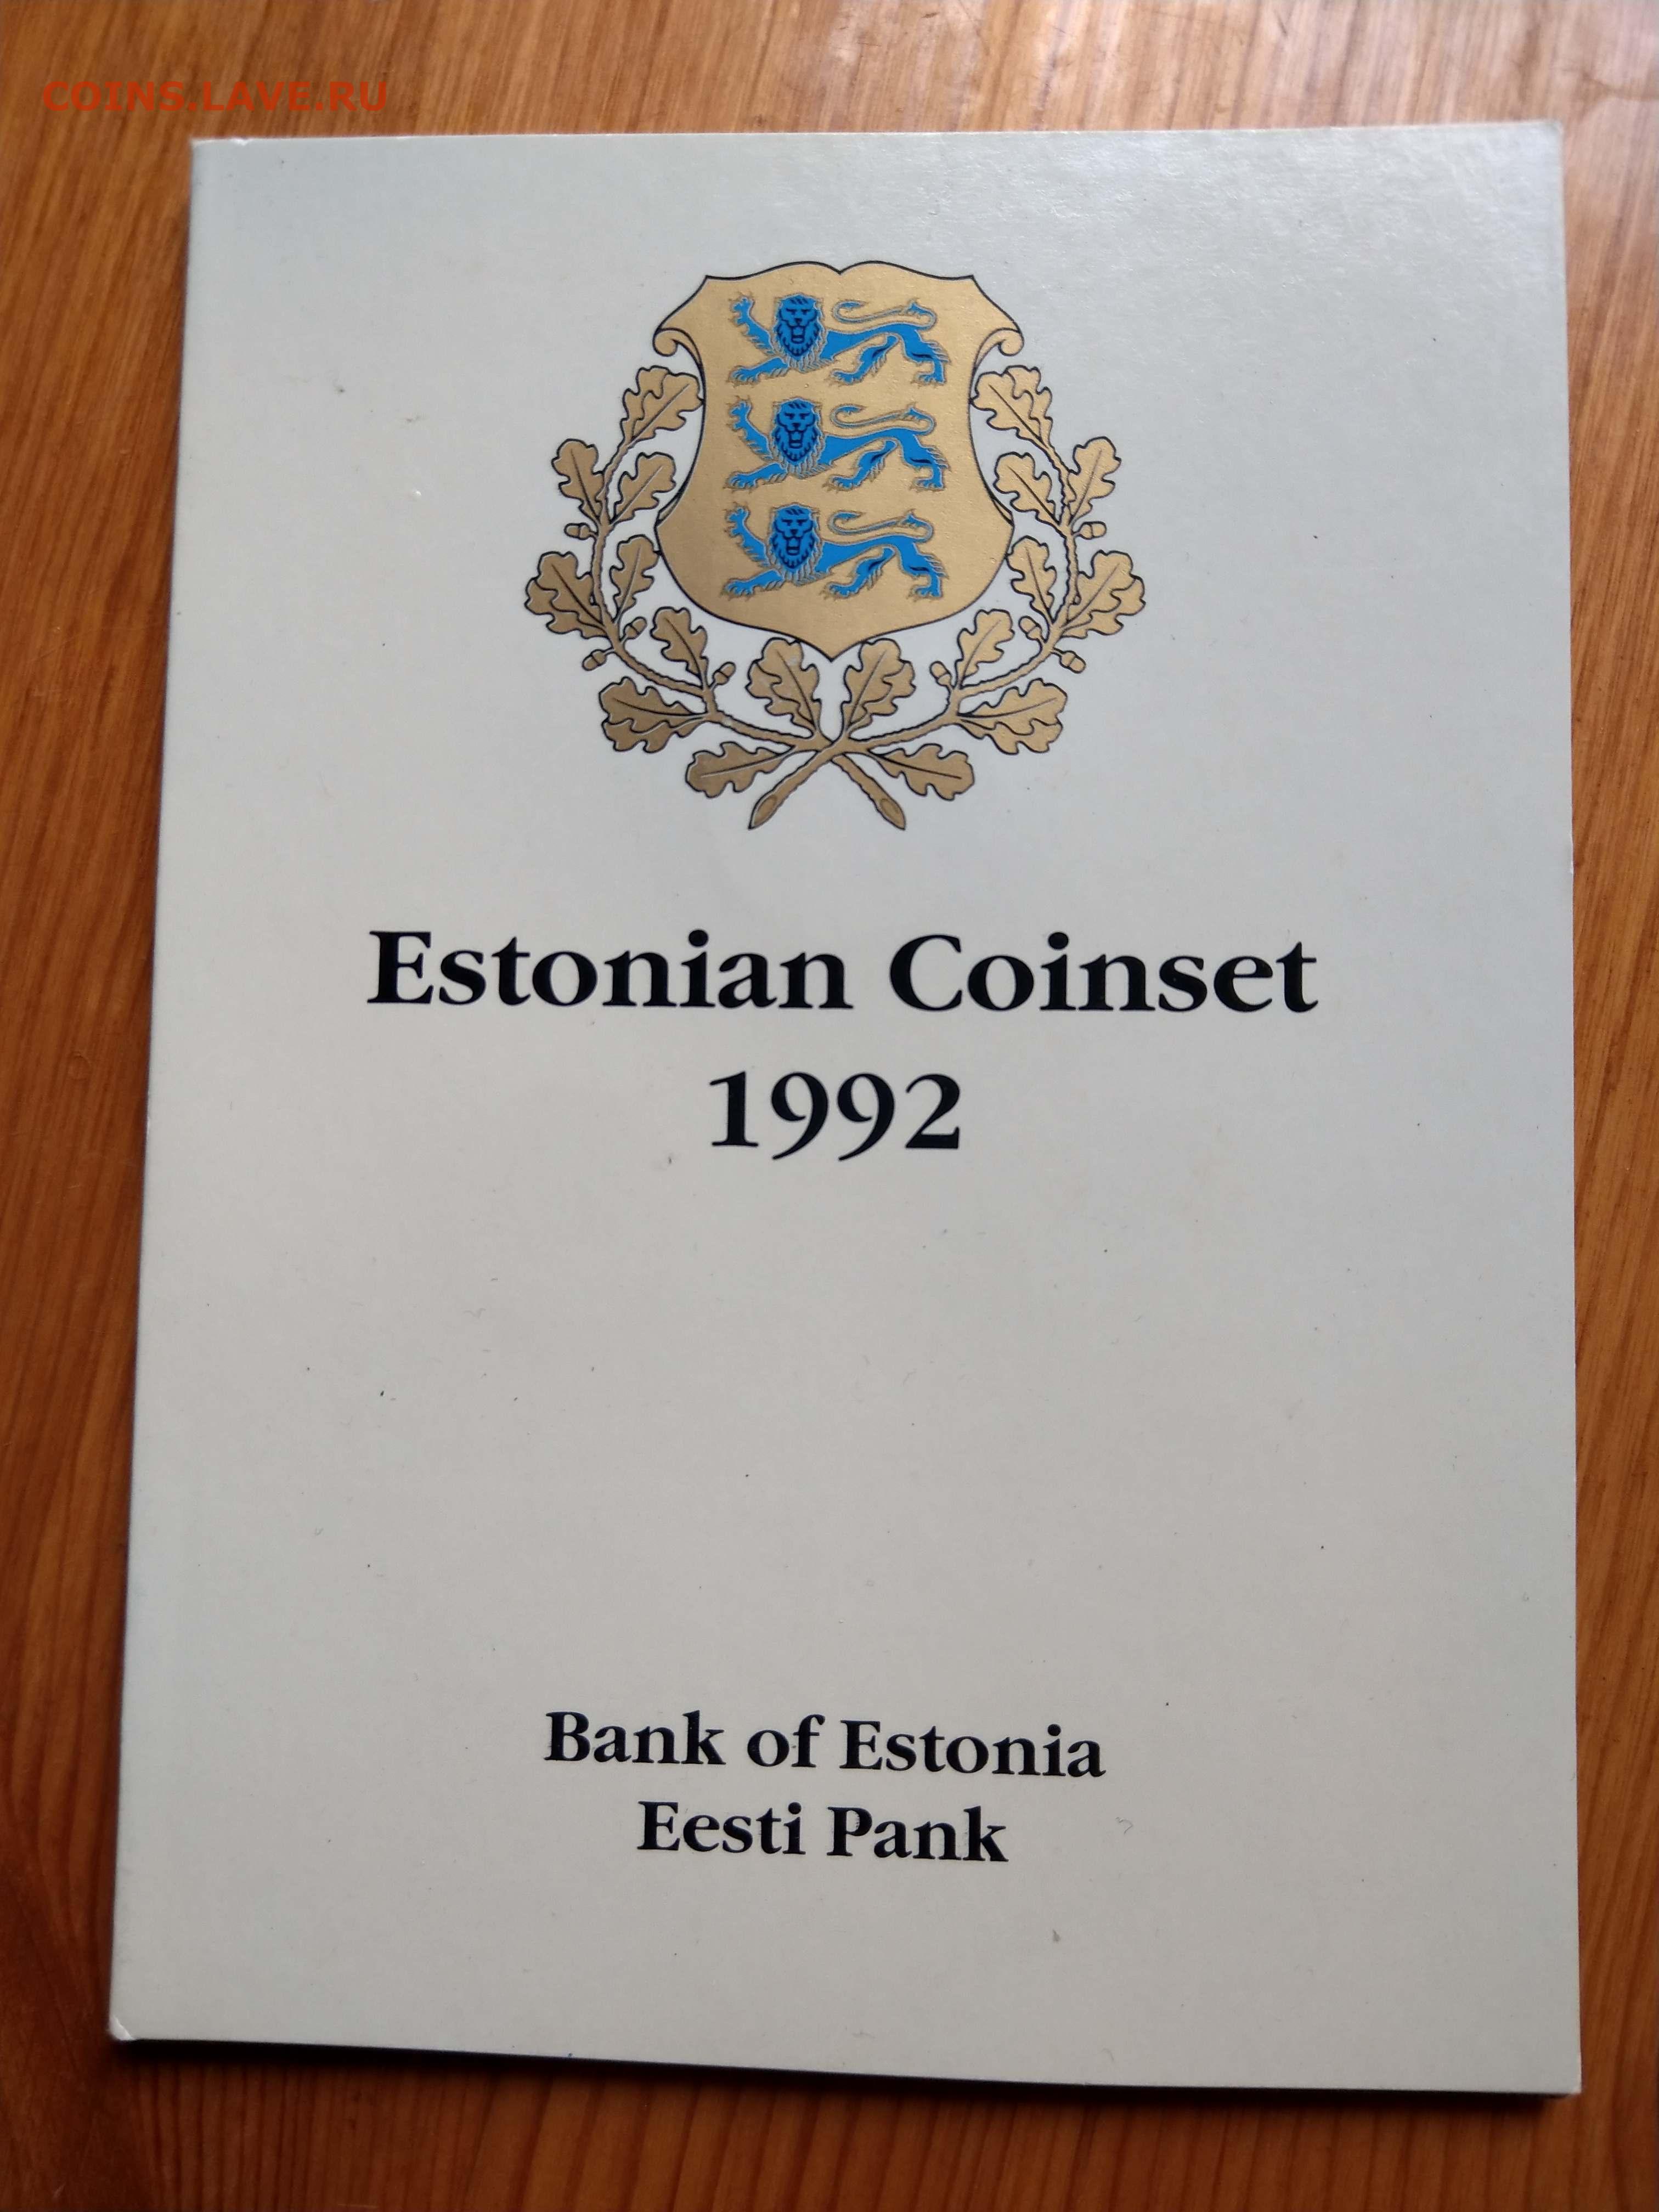 COINS.LAVE.RU
Estonian Coinset
1992
Bank of Estonia
Eesti Pank